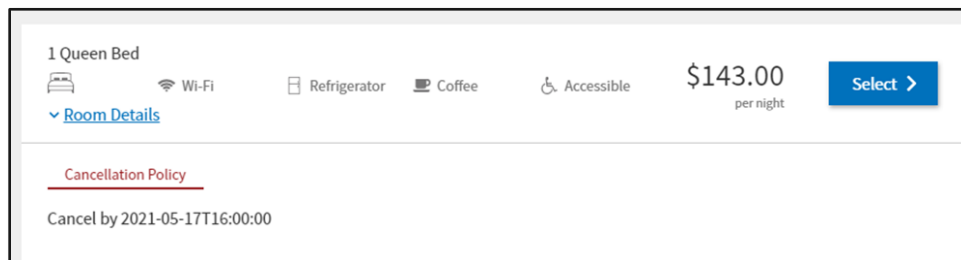 1 Queen Bed
Wi-Fi Refrigerator Coffee Accessible $143.00 Select
per night
Room Details
Cancellation Policy
Cancel by 2021-05-17T16:00:00